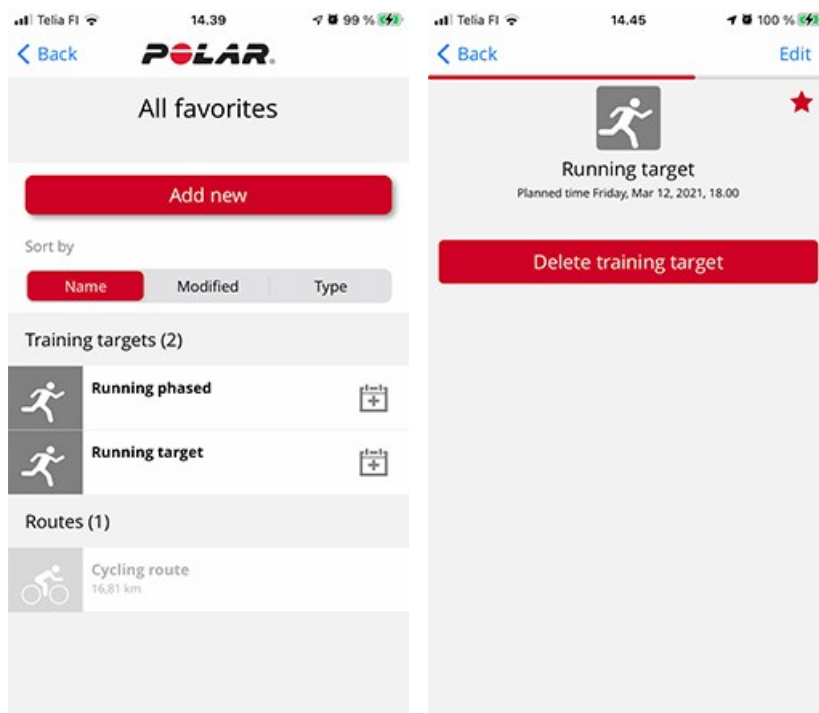 Telia FI 14.39 99 %
Back POLAR.
All favorites
Add new
Sort by
Name Modified Type
Training targets (2)
Running phased
Running target
Routes (1)
Cycling route
16,81 km
Telia FI 14.45 100 %
Back Edit
Running target
Planned time Friday, Mar 12, 2021, 18.00
Delete training target